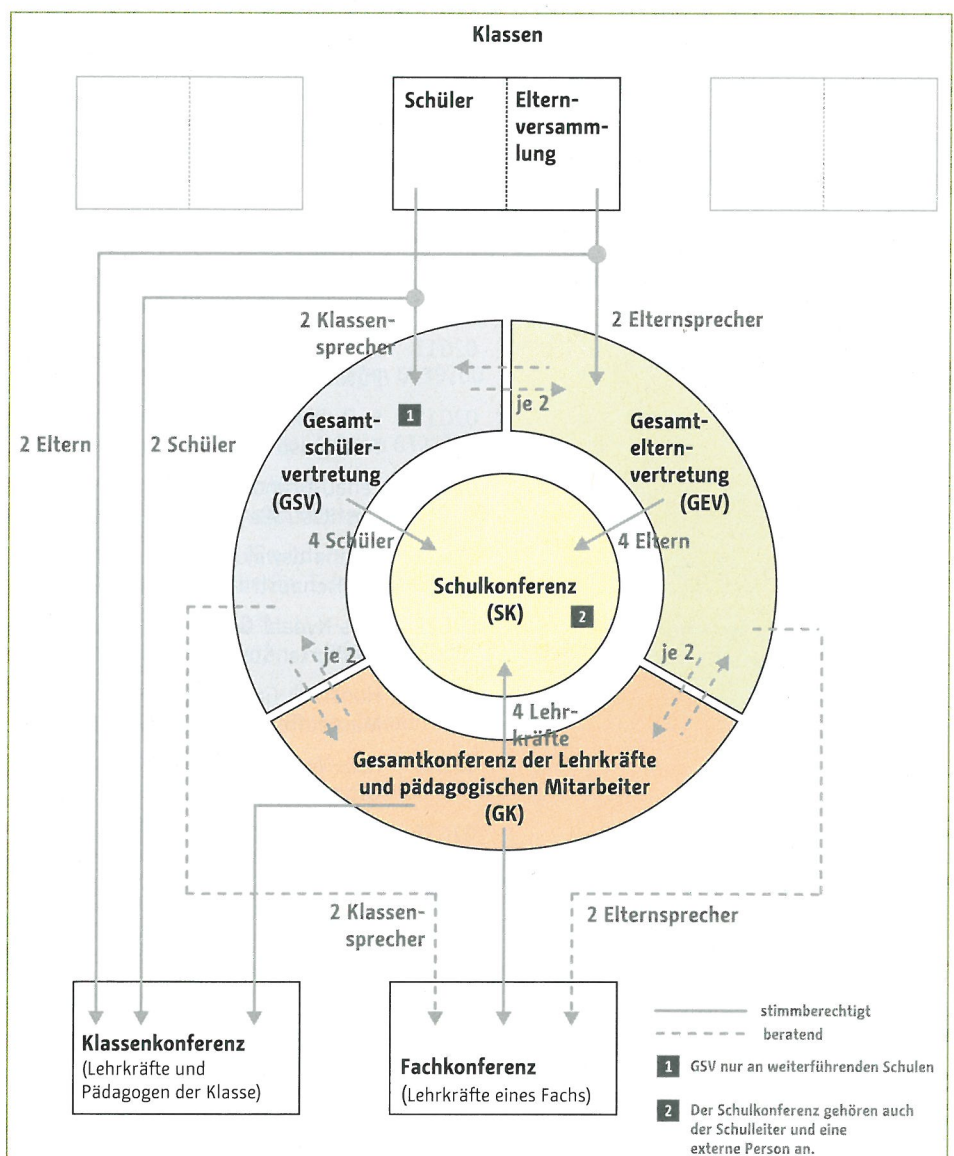 Klassen
Schüler
Eltern-
versamm-
lung
2 Klassen-
sprecher
2 Elternsprecher
je 2
1
2 Eltern
2 Schüler
Gesamt-
schüler-
vertretung
(GSV)
Gesamt-
eltern-
vertretung
(GEV)
4 Schüler
4 Eltern
Schulkonferenz
(SK)
2
je 2
je 2
4 Lehr-
kräfte
Gesamtkonferenz der Lehrkräfte
und pädagogischen Mitarbeiter
(GK)
2 Klassen-
sprecher
2 Elternsprecher
Klassenkonferenz
(Lehrkräfte und
Pädagogen der Klasse)
Fachkonferenz
(Lehrkräfte eines Fachs)
stimmberechtigt
beratend
1 GSV nur an weiterführenden Schulen
2 Der Schulkonferenz gehören auch
der Schulleiter und eine
externe Person an.